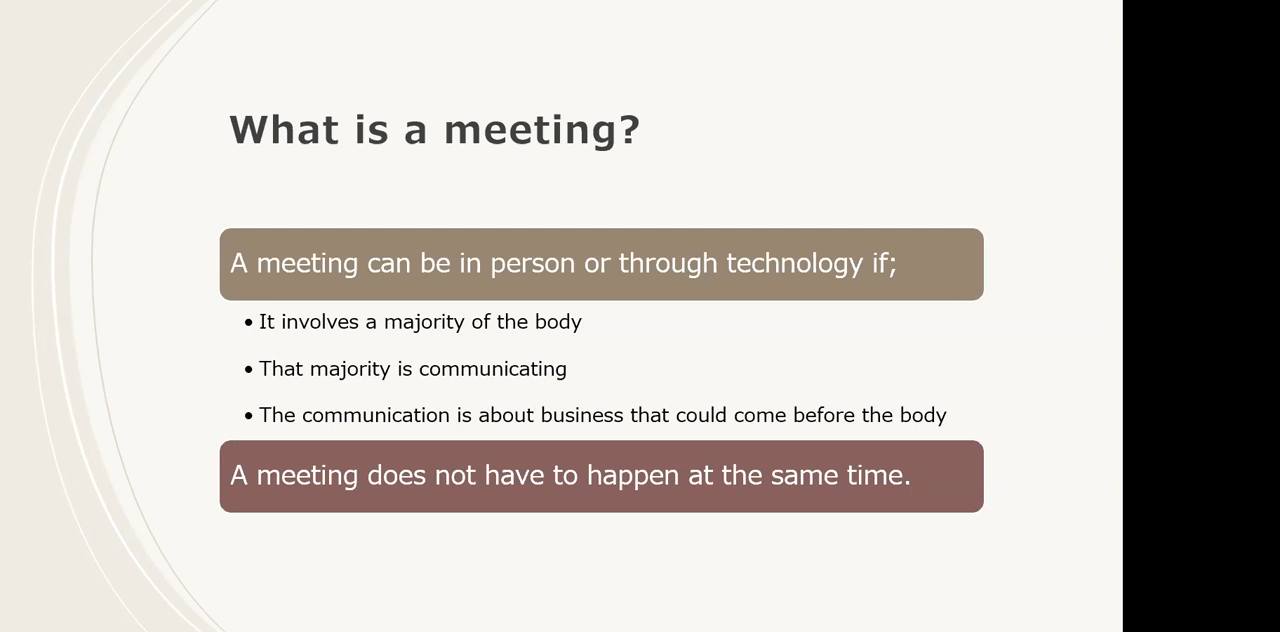 What is a meeting?
A meeting can be in person or through technology if;
• It involves a majority of the body
• That majority is communicating
• The communication is about business that could come before the body
A meeting does not have to happen at the same time.